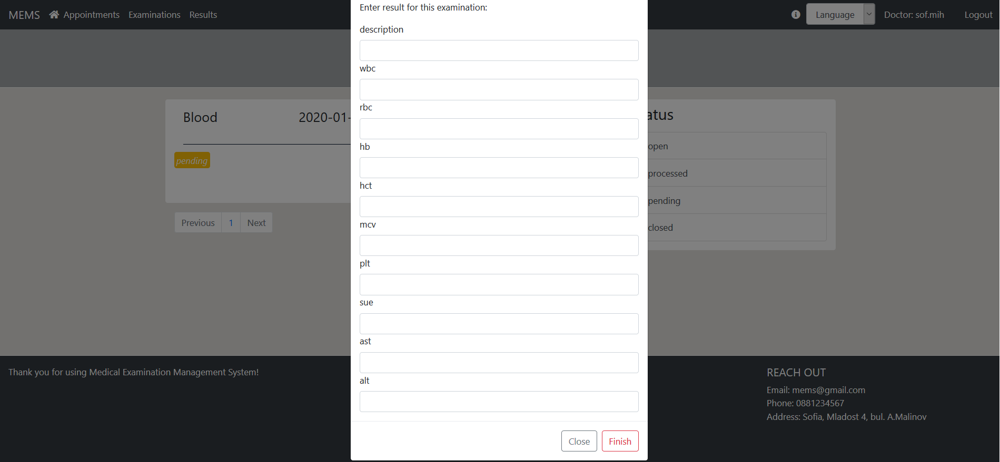 MEMS Appointments Examinations Results
Language Doctor: sof.mih Logout
Enter result for this examination:
description
wbc
rbc
hb
hct
mcv
plt
sue
ast
alt
Close Finish
Blood 2020-01-
pending
Previous 1 Next
atus
open
processed
pending
closed
Thank you for using Medical Examination Management System!
REACH OUT
Email: mems@gmail.com
Phone: 0881234567
Address: Sofia, Mladost 4, bul. A.Malinov